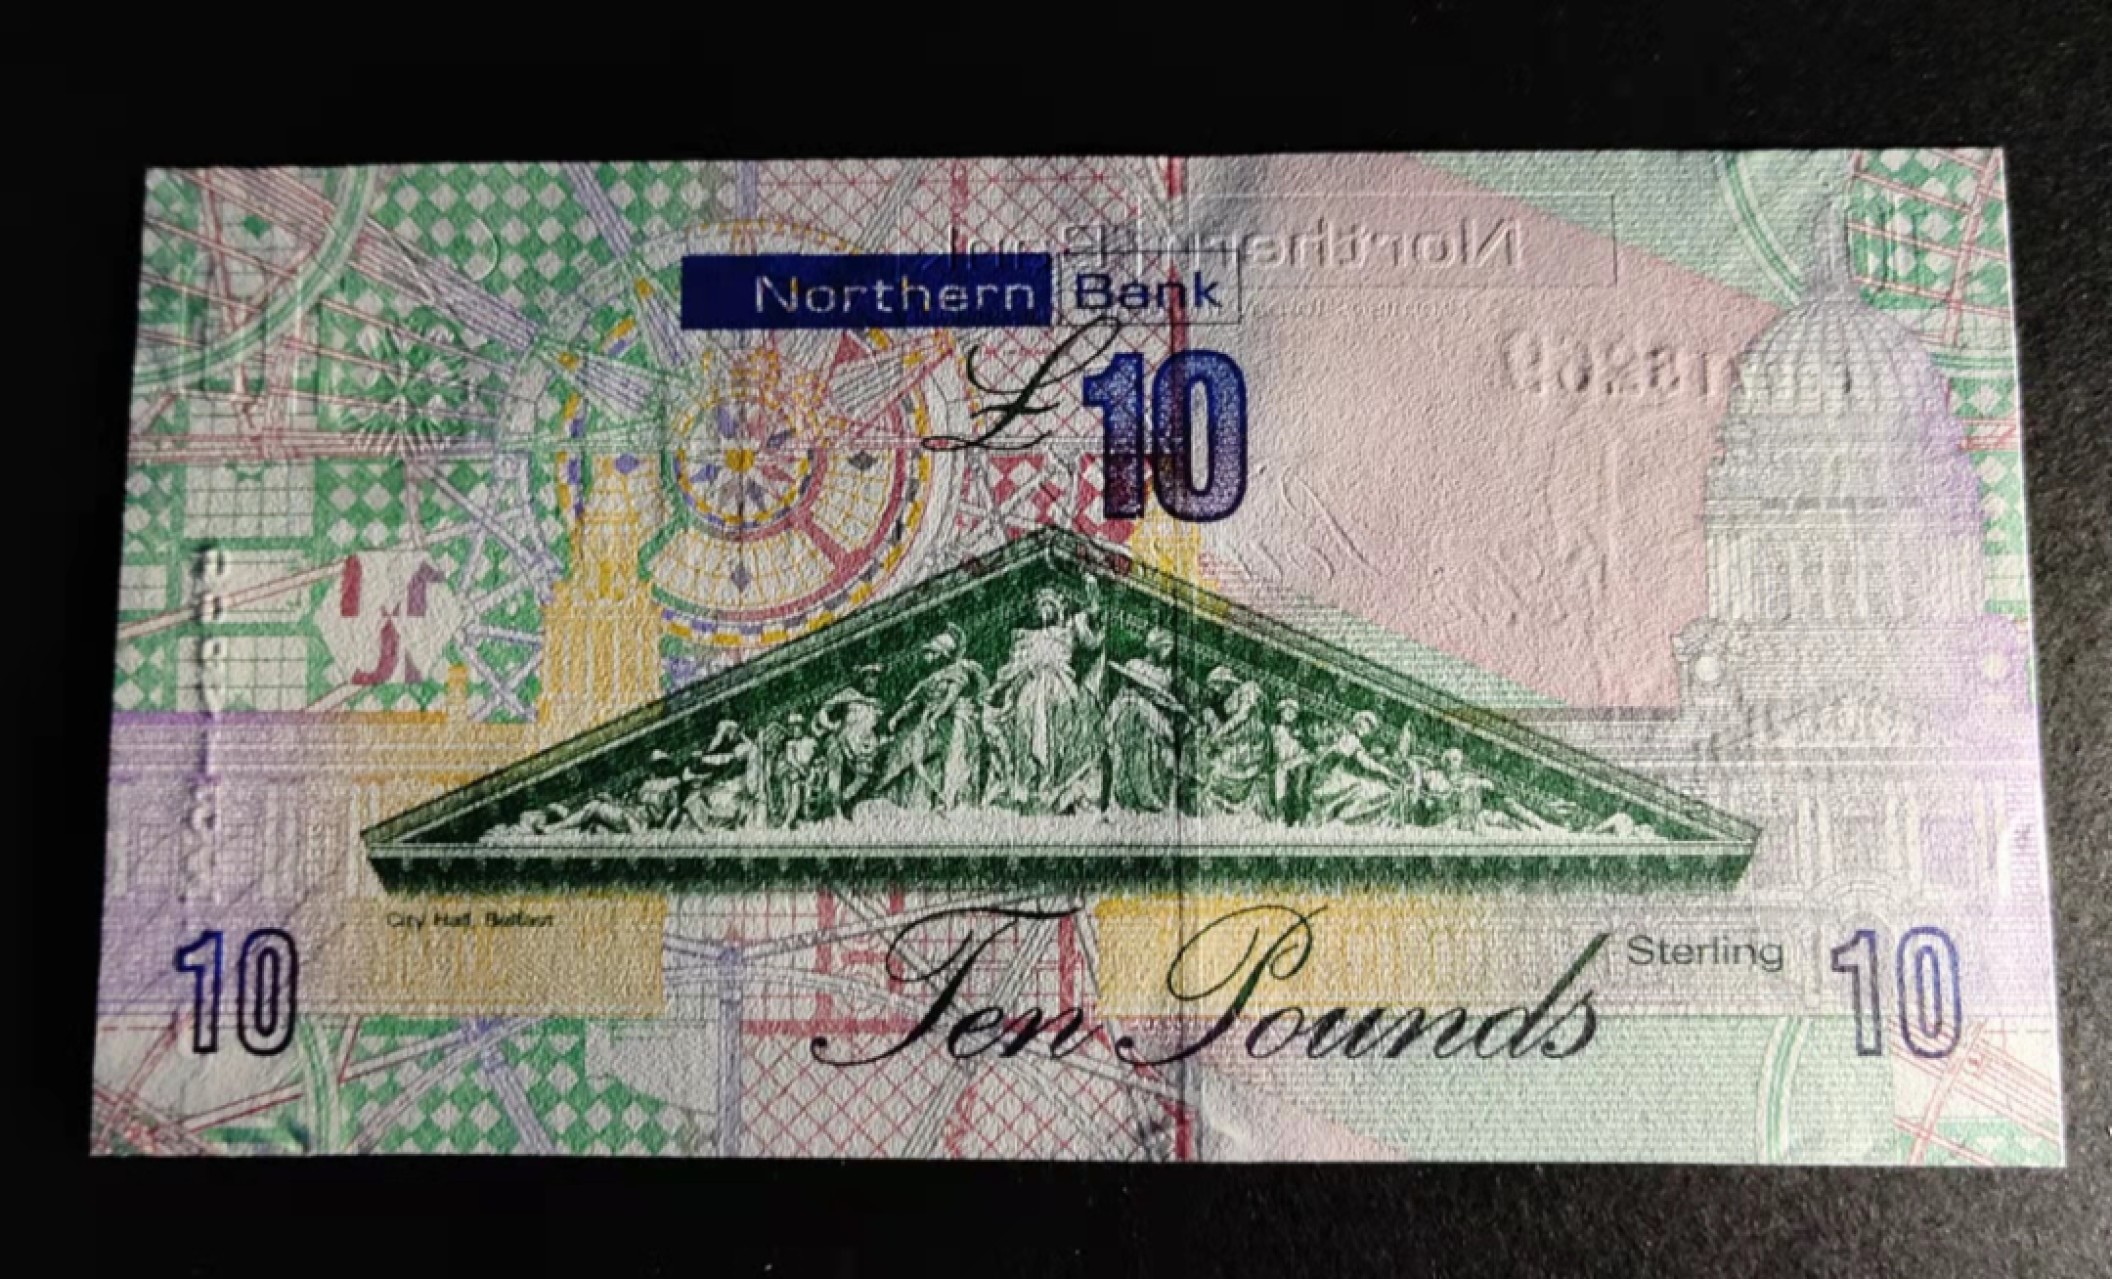 Northern Bank
£10
City Hall, Belfast
Ten Pounds Sterling
10
10